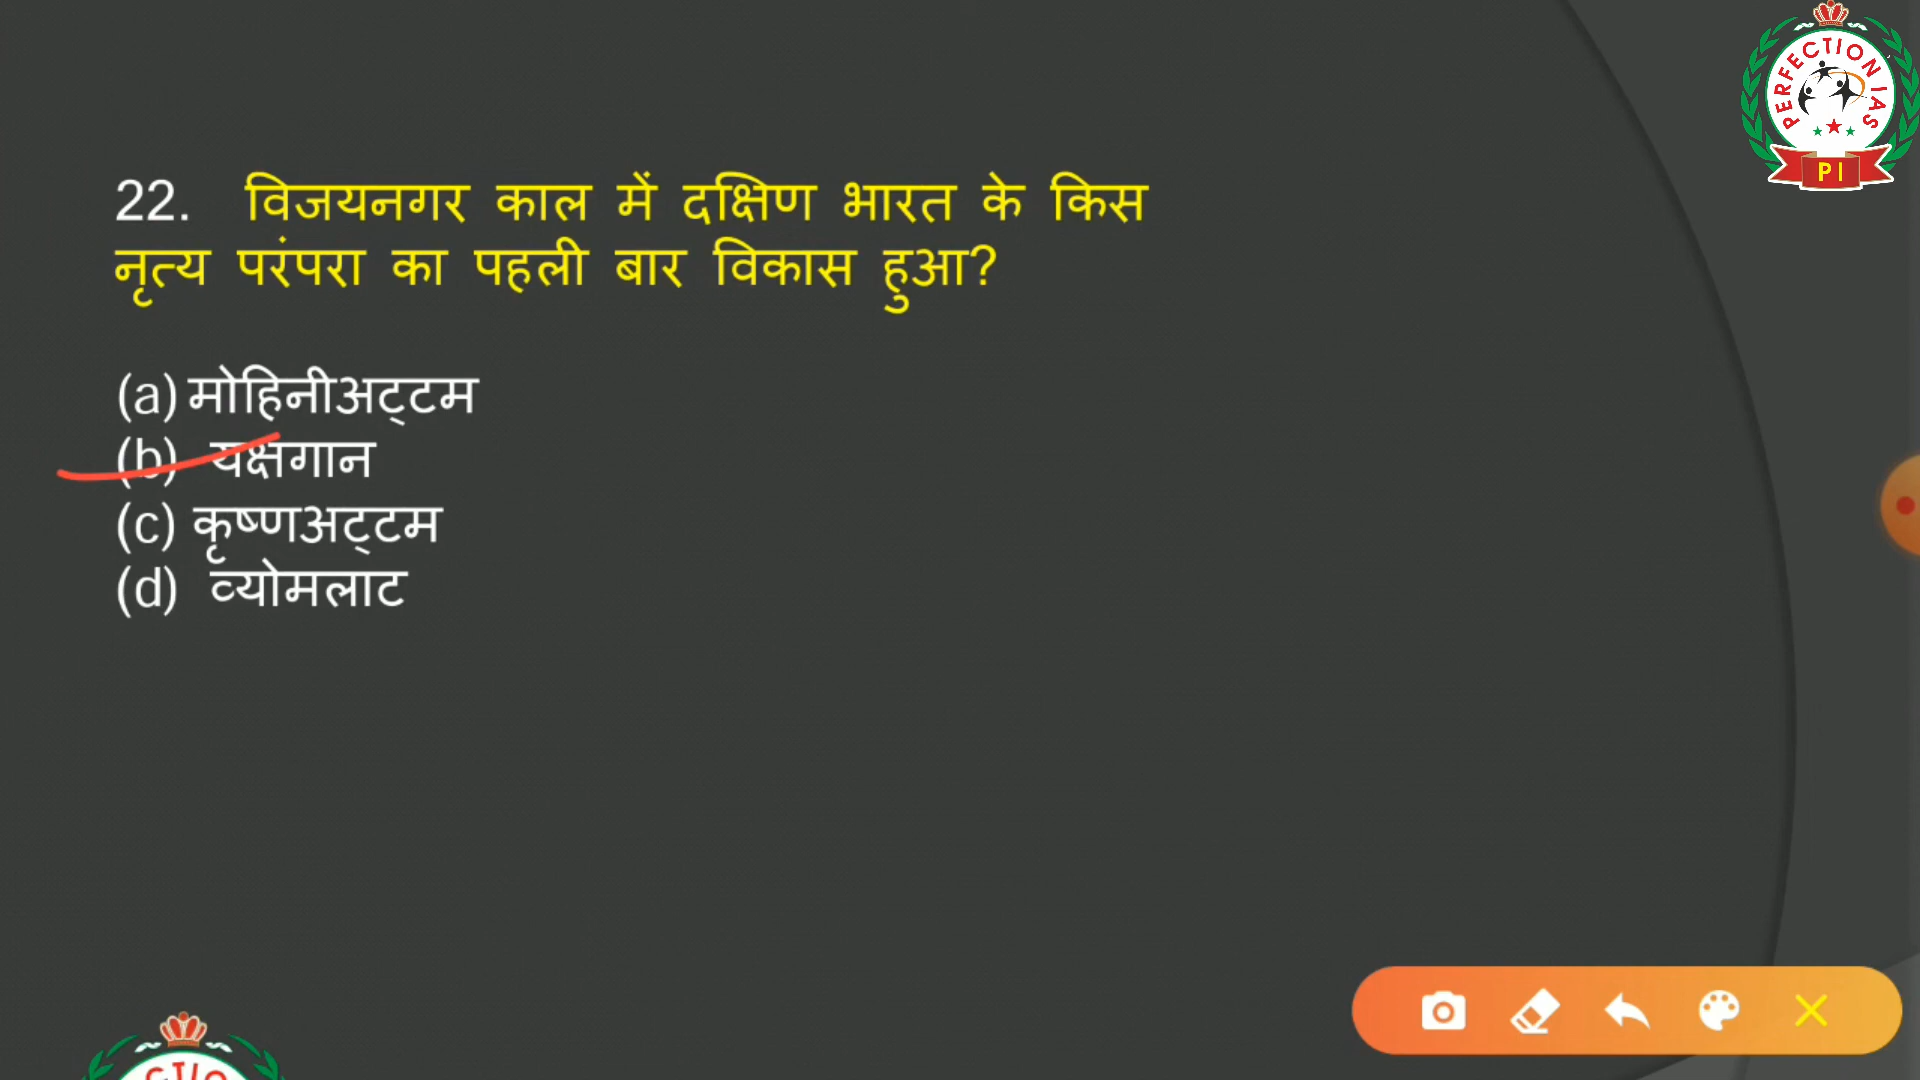 PERFECTION IAS
PI
22. विजयनगर काल में दक्षिण भारत के किस
नृत्य परंपरा का पहली बार विकास हुआ?
(a) मोहिनीअट्टम
(b) यक्षगान
(c) कृष्णअट्टम
(d) व्योमलाट